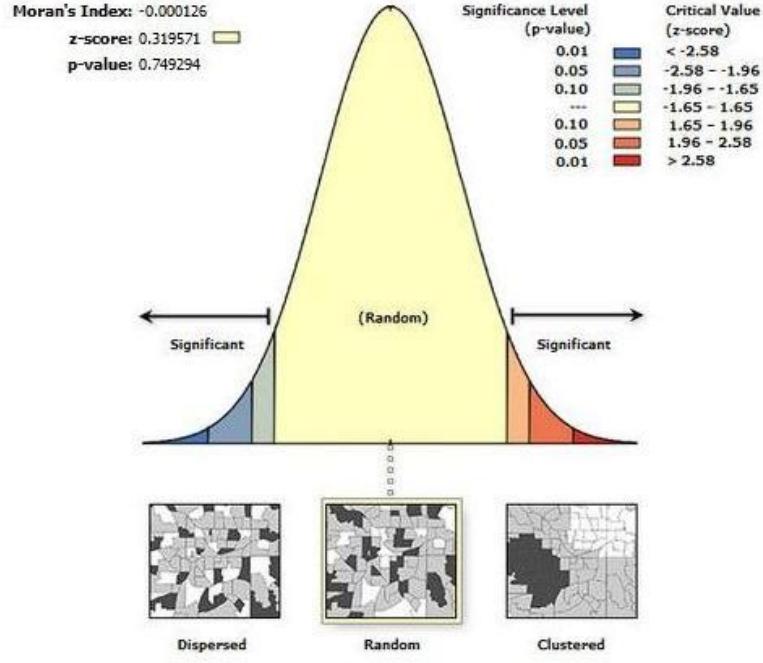 Moran's Index: -0.000126
z-score: 0.319571
p-value: 0.749294
Significance Level
(p-value)
Critical Value
(z-score)
0.01 < -2.58
0.05 -2.58 – -1.96
0.10 -1.96 – -1.65
--- -1.65 – 1.65
0.10 1.65 – 1.96
0.05 1.96 – 2.58
0.01 > 2.58
(Random)
Significant
Significant
Dispersed
Random
Clustered